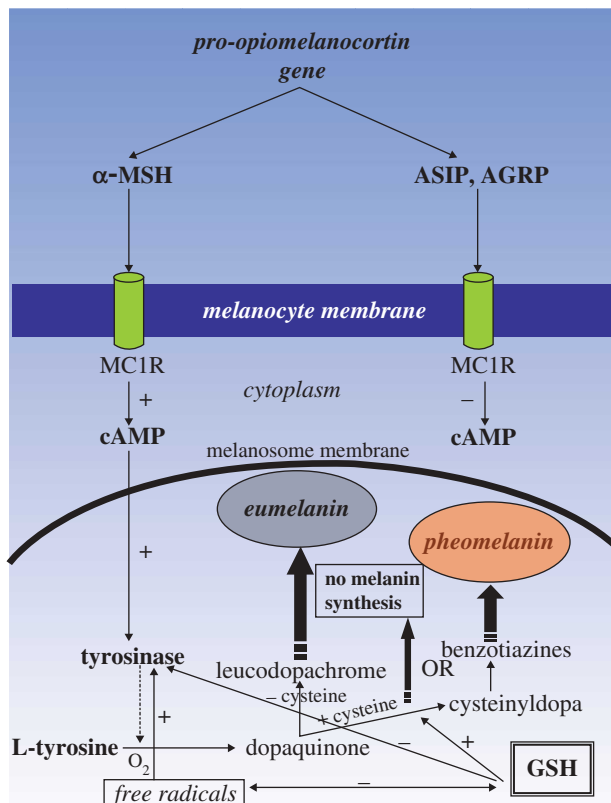 pro-opiomelanocortin
gene
α-MSH
ASIP, AGRP
melanocyte membrane
MC1R
MC1R
+
cytoplasm
–
cAMP
cAMP
melanosome membrane
eumelanin
+
pheomelanin
no melanin
synthesis
tyrosinase
leucodopachrome
OR
benzotiazines
– cysteine
+ cysteine
cysteinyldopa
+
–
+
L-tyrosine
O2
dopaquinone
GSH
free radicals
–